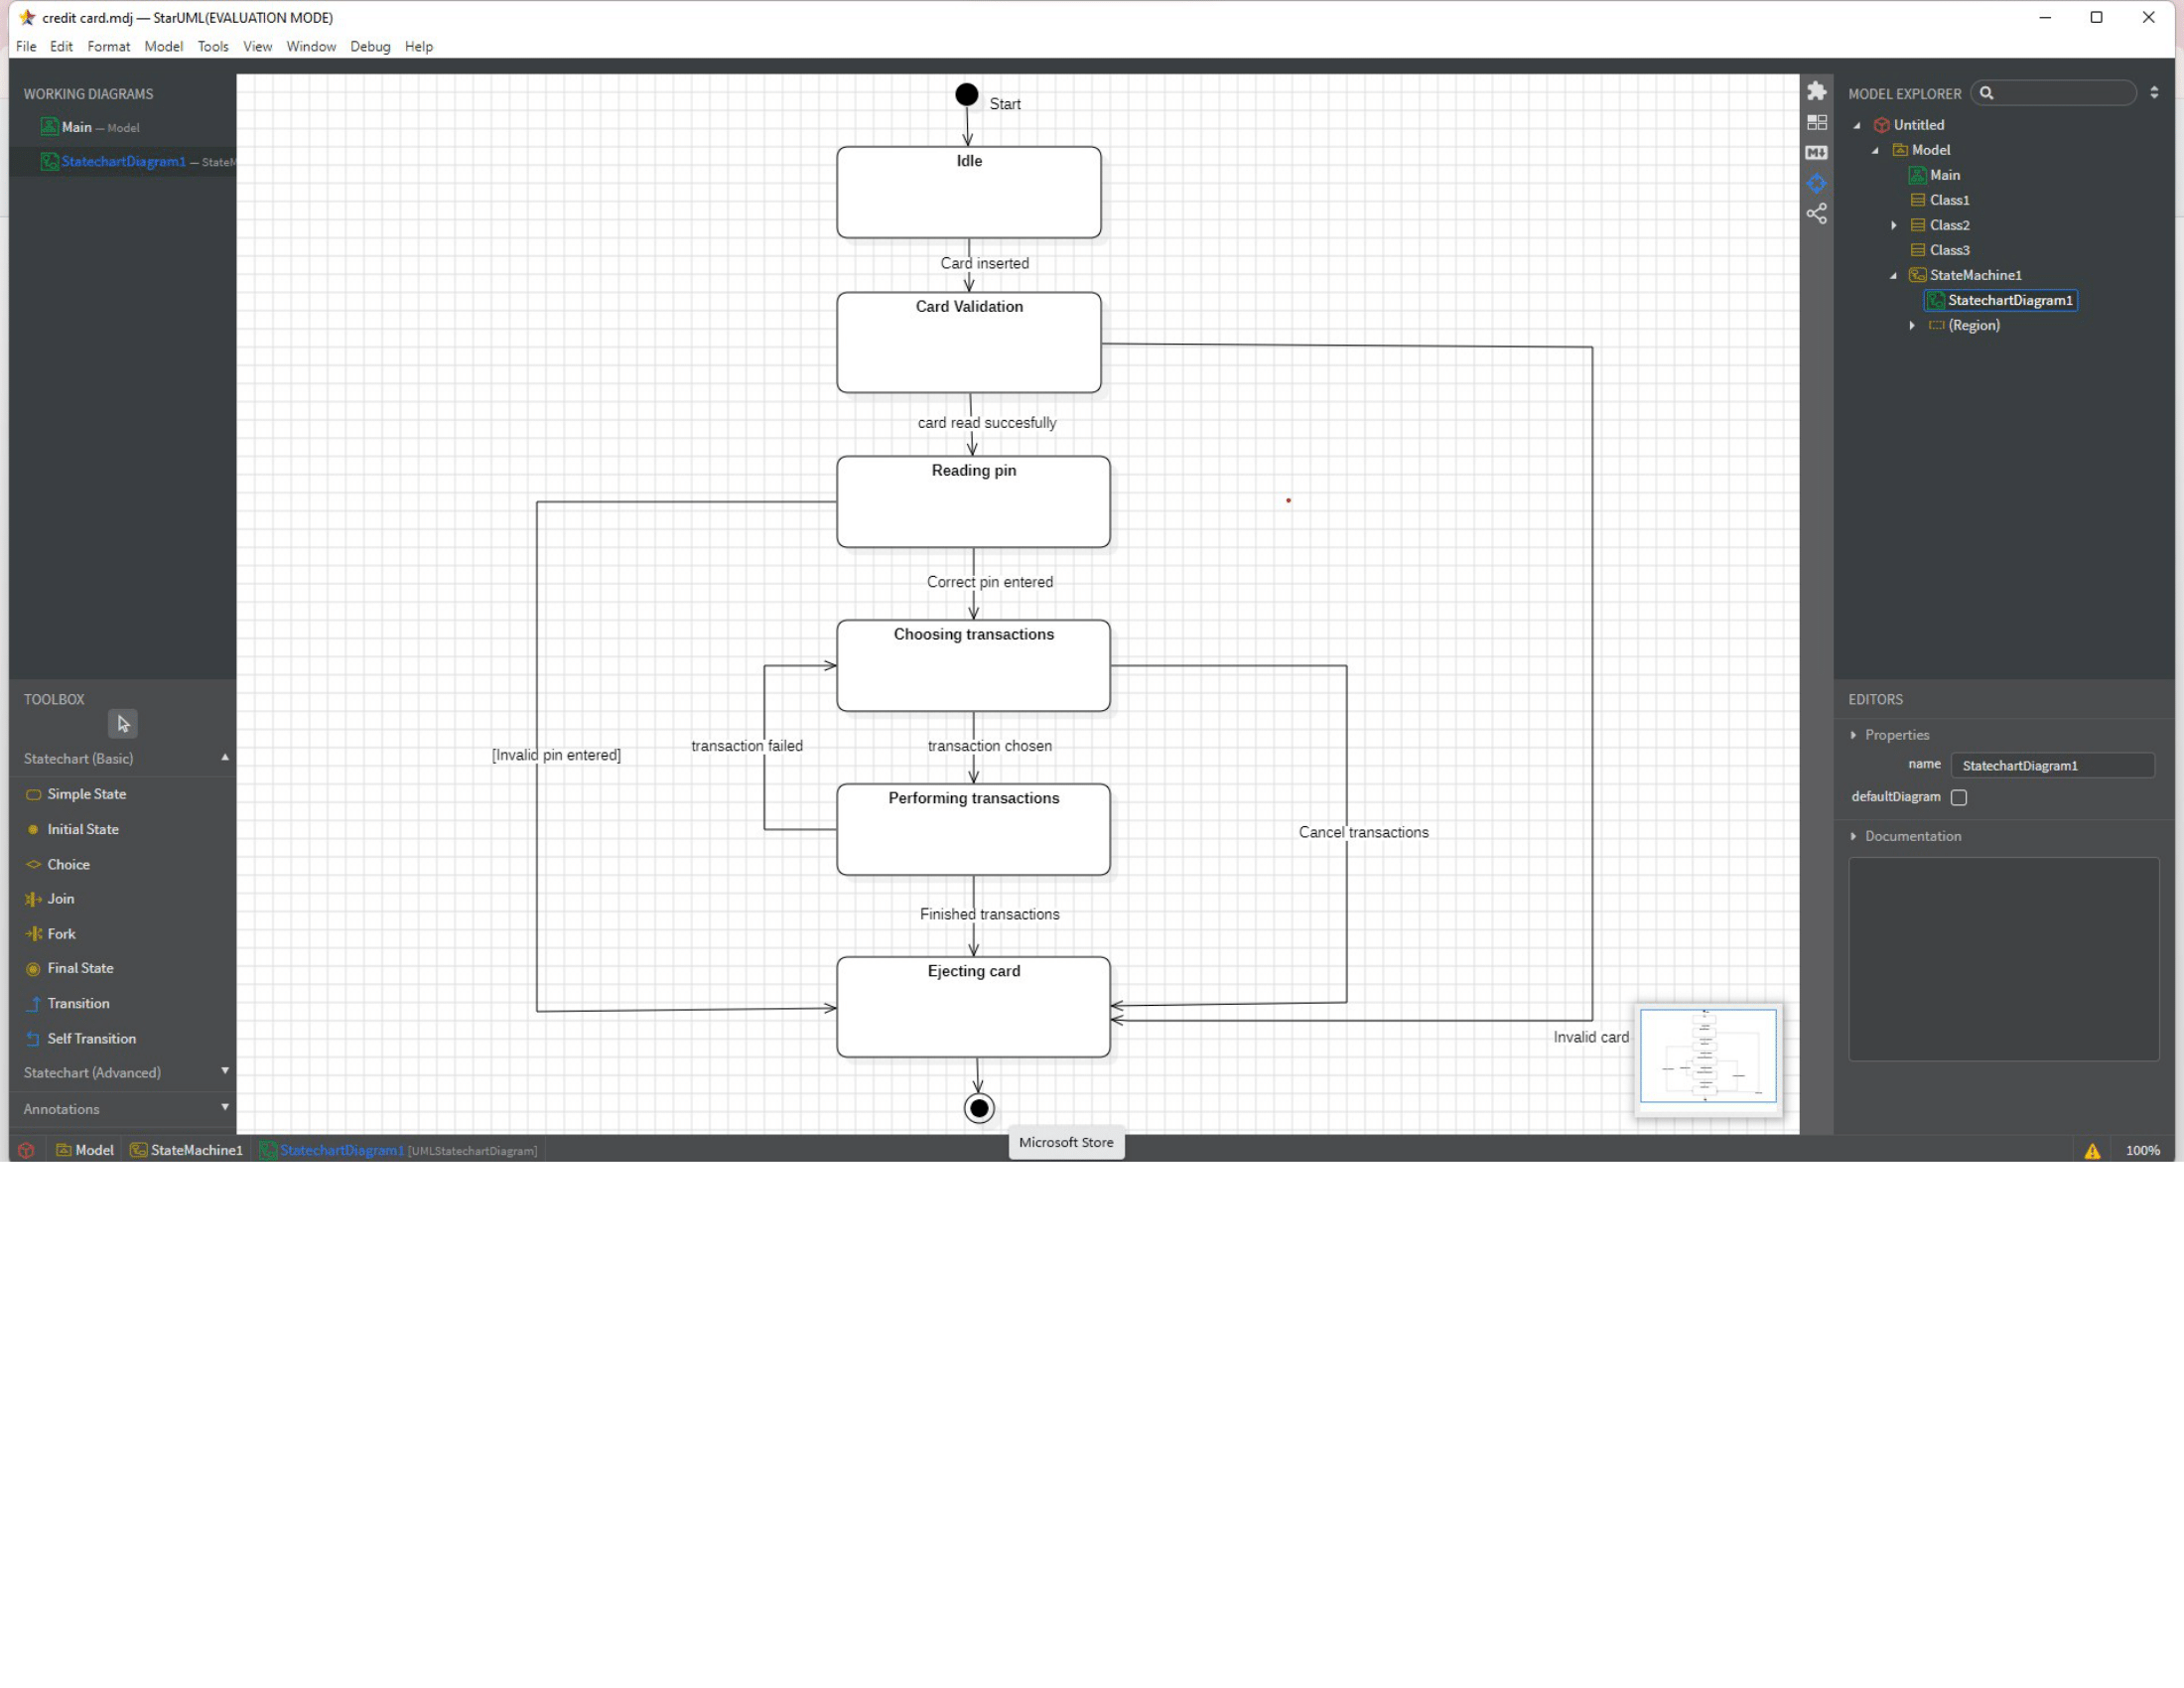 credit card.mdj — StarUML(EVALUATION MODE)
File Edit Format Model Tools View Window Debug Help
WORKING DIAGRAMS
Main — Model
StatechartDiagram1 — StateM
TOOLBOX
Statechart (Basic)
Simple State
Initial State
Choice
Join
Fork
Final State
Transition
Self Transition
Statechart (Advanced)
Annotations
Start
Idle
Card inserted
Card Validation
card read succesfully
Reading pin
Correct pin entered
Choosing transactions
[Invalid pin entered]
transaction failed
transaction chosen
Performing transactions
Cancel transactions
Finished transactions
Ejecting card
Invalid card
MODEL EXPLORER
Untitled
Model
Main
Class1
Class2
Class3
StateMachine1
StatechartDiagram1
(Region)
EDITORS
Properties
name StatechartDiagram1
defaultDiagram
Documentation
M
Model StateMachine1 StatechartDiagram1 [UMLStatechartDiagram]
Microsoft Store
100%